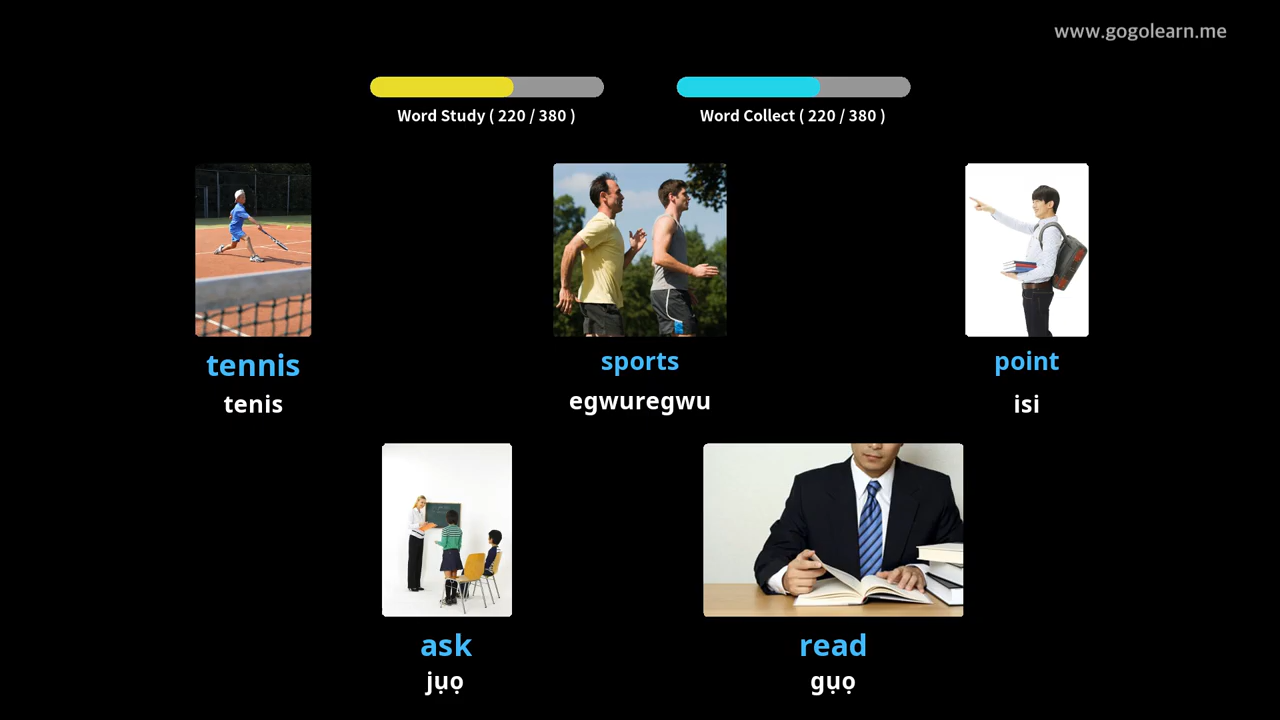 www.gogolearn.me
Word Study ( 220 / 380 )
Word Collect ( 220 / 380 )
tennis
tenis
sports
egwuregwu
point
isi
ask
jụọ
read
gụọ